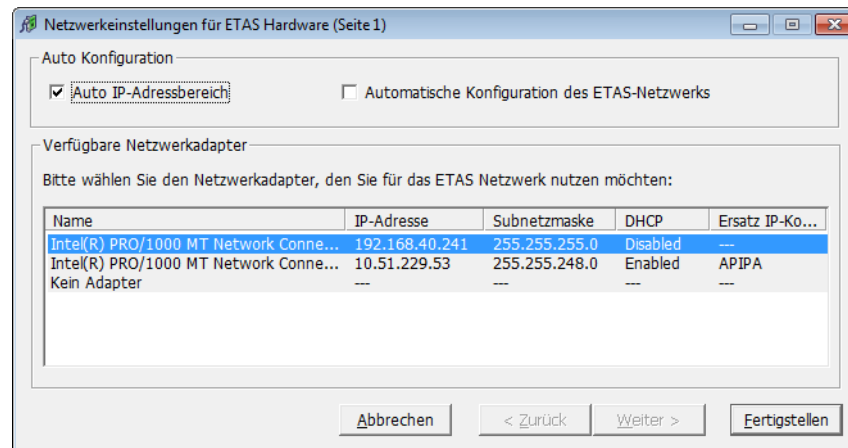 Netzwerkeinstellungen für ETAS Hardware (Seite 1)
Auto Konfiguration
Auto IP-Adressbereich
Automatische Konfiguration des ETAS-Netzwerks
Verfügbare Netzwerkadapter
Bitte wählen Sie den Netzwerkadapter, den Sie für das ETAS Netzwerk nutzen möchten:
Name IP-Adresse Subnetzmaske DHCP Ersatz IP-Ko...
Intel(R) PRO/1000 MT Network Conne... 192.168.40.241 255.255.255.0 Disabled ---
Intel(R) PRO/1000 MT Network Conne... 10.51.229.53 255.255.248.0 Enabled APIPA
Kein Adapter --- --- --- ---
Abbrechen < Zurück Weiter > Fertigstellen